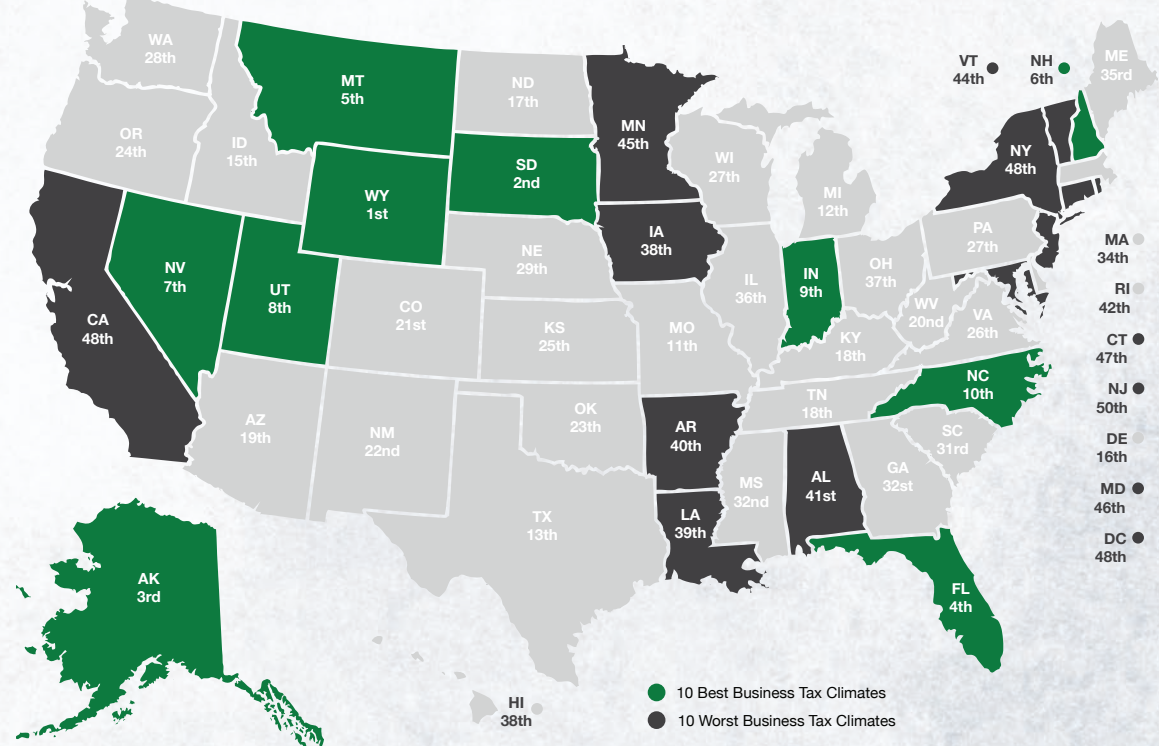 WA
28th
MT
5th
ND
17th
MN
45th
VT
44th
NH
6th
ME
35rd
OR
24th
ID
15th
SD
2nd
WI
27th
NY
48th
WY
1st
MI
12th
IA
38th
PA
27th
MA
34th
NV
7th
UT
8th
NE
29th
IL
36th
IN
9th
OH
37th
RI
42th
CA
48th
CO
21st
KS
25th
MO
11th
KY
18th
WV
20nd
VA
26th
CT
47th
NJ
50th
AZ
19th
NM
22nd
OK
23th
AR
40th
TN
18th
NC
10th
SC
31rd
DE
16th
TX
13th
LA
39th
MS
32nd
AL
41st
GA
32st
MD
46th
DC
48th
AK
3rd
FL
4th
HI
38th
10 Best Business Tax Climates
10 Worst Business Tax Climates